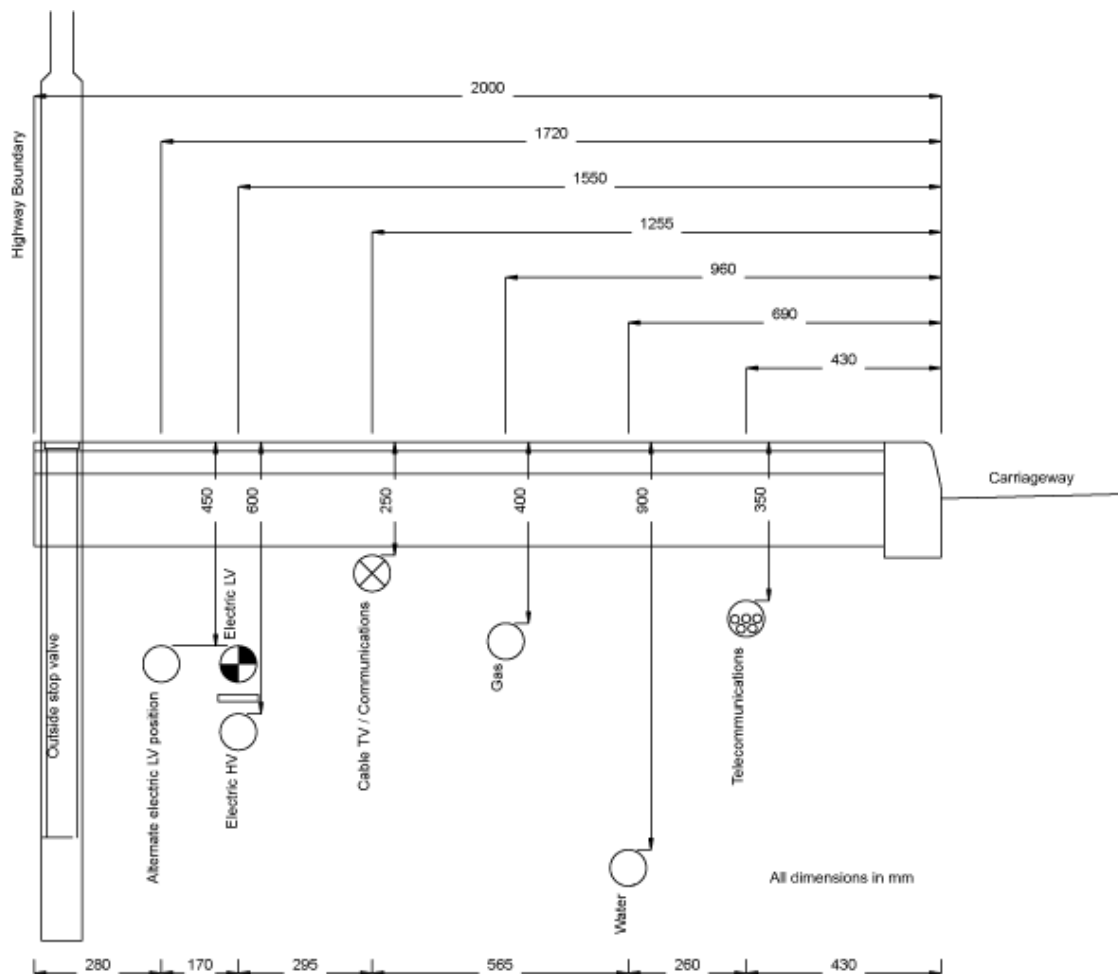 2000
1720
1550
1255
960
690
430
Highway Boundary
450
600
250
400
900
350
Carriageway
Electric LV
Outside stop valve
Alternate electric LV position
Electric HV
Cable TV / Communications
Gas
Water
Telecommunications
All dimensions in mm
280
170
295
565
260
430